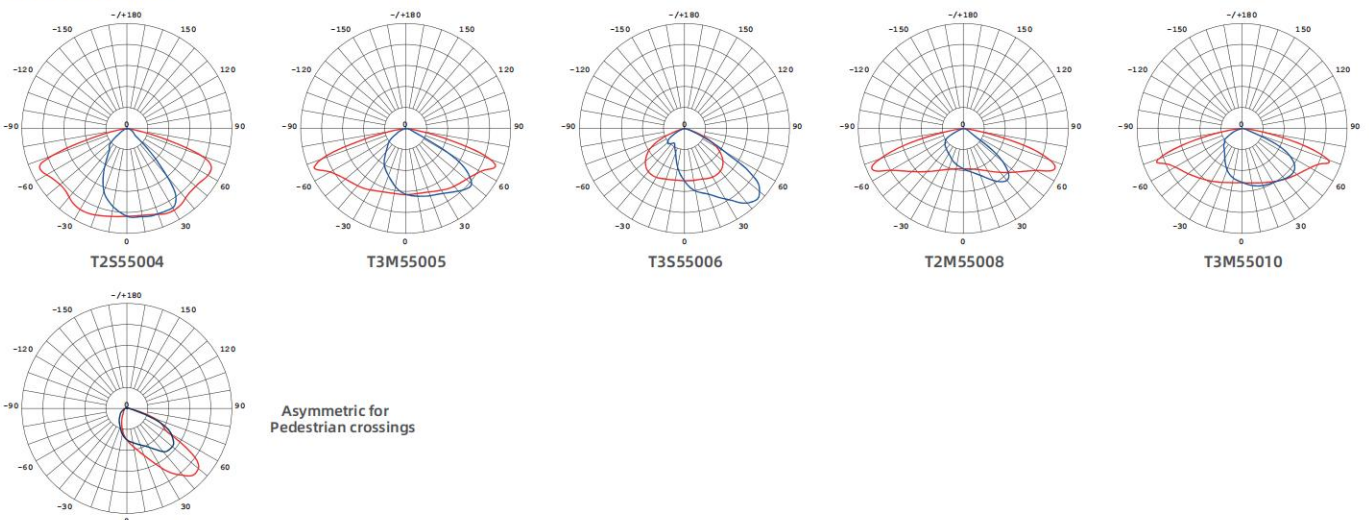 -/+180 -/+180 -/+180 -/+180 -/+180
-150 150 -150 150 -150 150 -150 150 -150 150
-120 120 -120 120 -120 120 -120 120 -120 120
-90 0 90 -90 0 90 -90 0 90 -90 0 90 -90 0 90
-60 60 -60 60 -60 60 -60 60 -60 60
-30 30 -30 30 -30 30 -30 30 -30 30
0 0 0 0 0
T2S55004 T3M55005 T3S55006 T2M55008 T3M55010
-/+180
-150 150
-120 120
-90 0 90
Asymmetric for
Pedestrian crossings
-60 60
-30 30
0